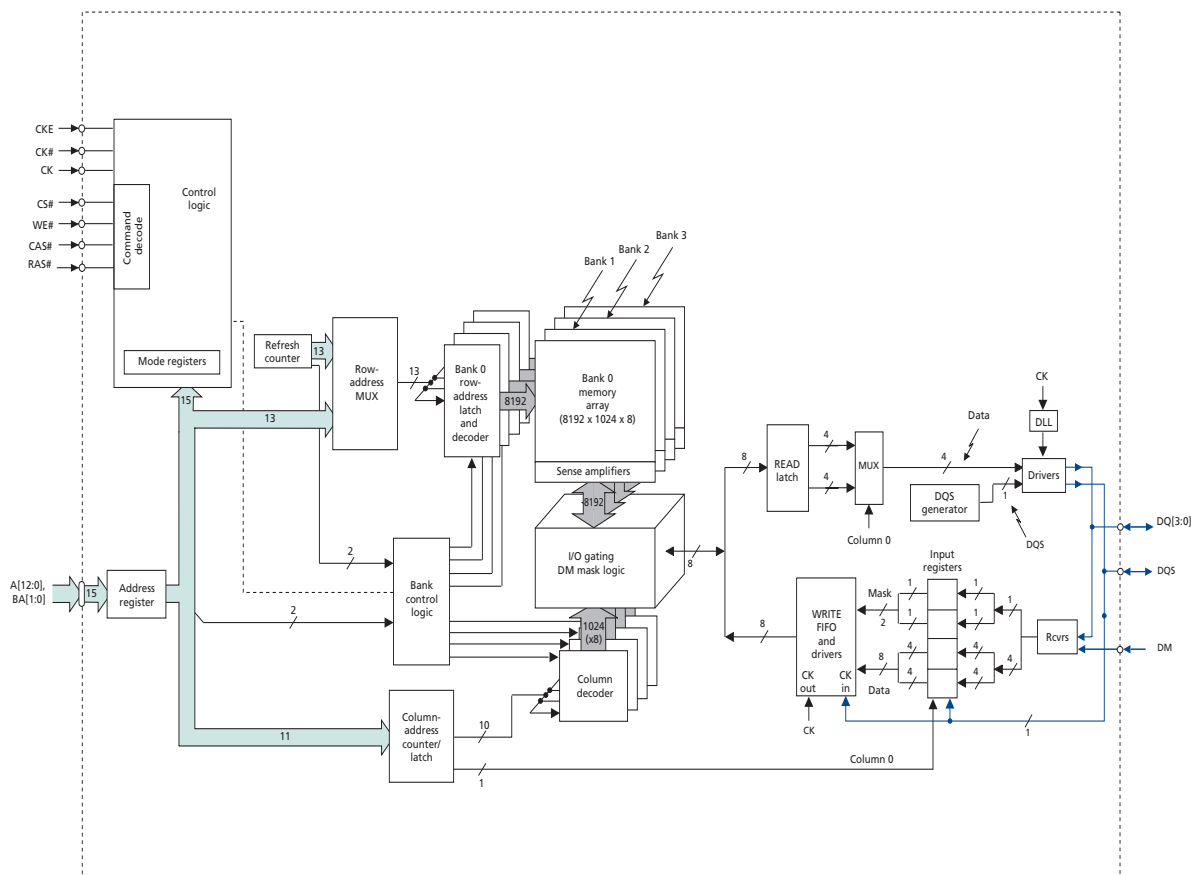 CKE
CK#
CK
CS#
WE#
CAS#
RAS#
Control
logic
Command
decode
Mode registers
15
Bank 3
Bank 2
Bank 1
Refresh
counter
13
Row-
address
MUX
13
13
Bank 0
row-
address
latch
and
decoder
8192
Bank 0
memory
array
(8192 x 1024 x 8)
Sense amplifiers
8192
I/O gating
DM mask logic
8
2
Bank
control
logic
2
1024
(x8)
Column
decoder
A[12:0],
BA[1:0]
15
Address
register
11
Column-
address
counter/
latch
10
1
Column 0
8
READ
latch
4
4
MUX
Column 0
4
Data
CK
DLL
Drivers
DQS
generator
1
DQS
DQ[3:0]
DQS
DM
Input
registers
8
WRITE
FIFO
and
drivers
CK
out
CK
in
CK
Mask
2
8
Data
1
1
4
4
1
1
4
4
1
4
Rcvrs
1